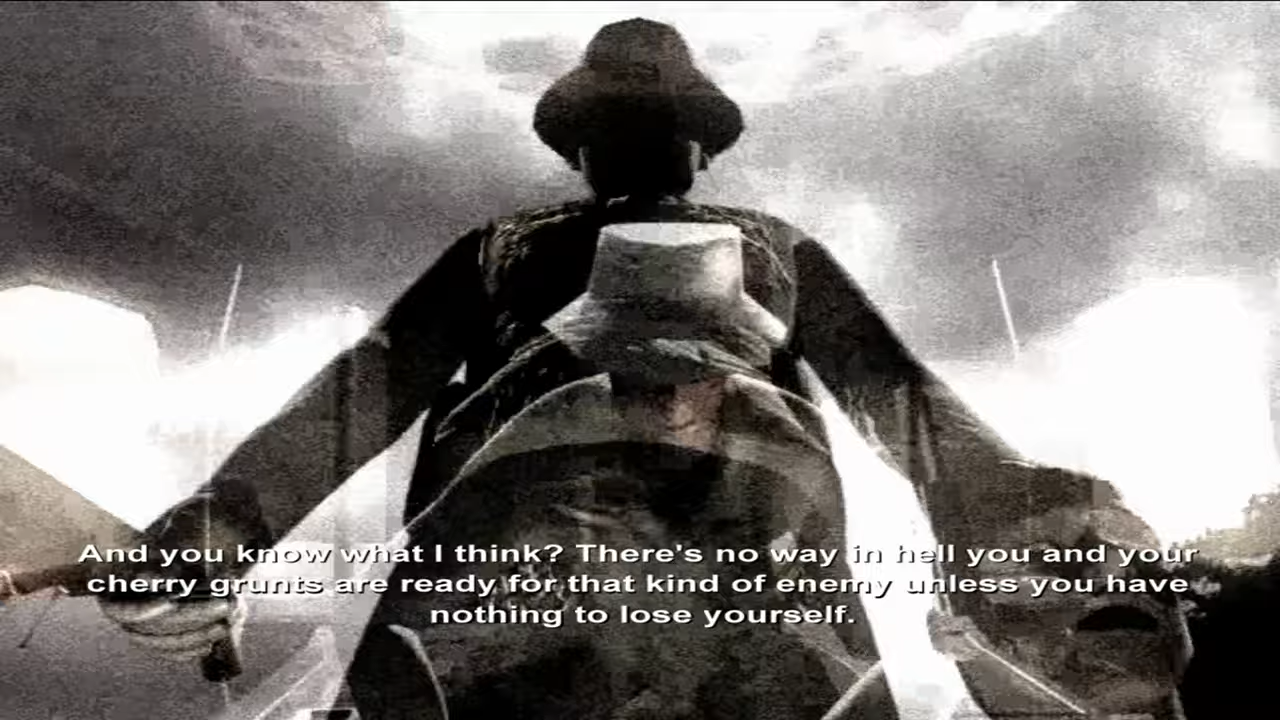 And you know what I think? There's no way in hell you and your
cherry grunts are ready for that kind of enemy unless you have
nothing to lose yourself.